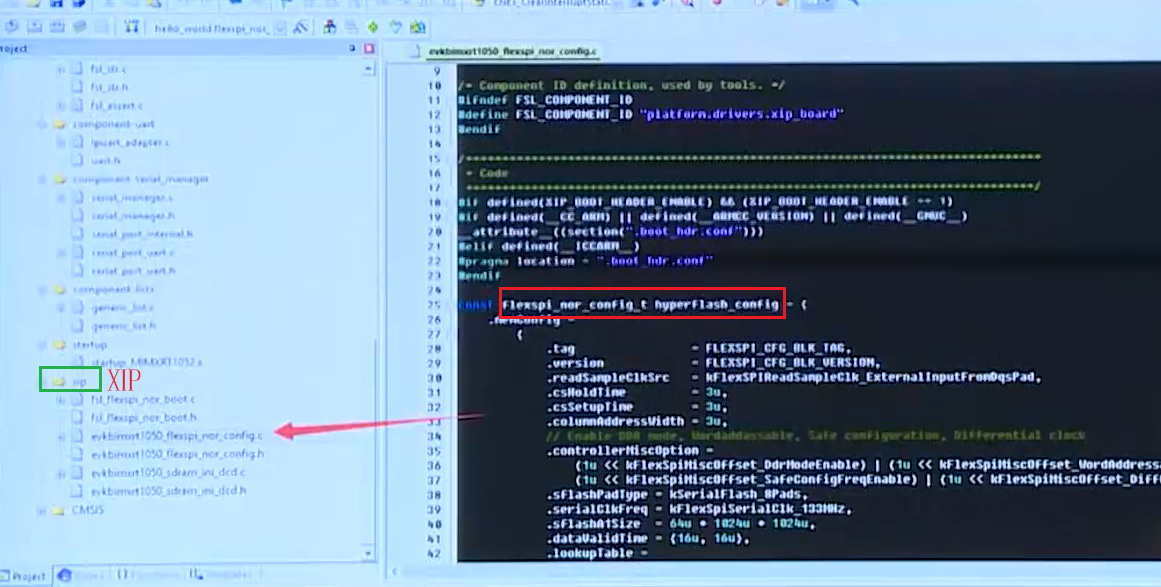 hello_world flexspi_nor_
Project
evkbimxrt1050_flexspi_nor_config.c
fsl_str.c
fsl_str.h
fsl_assert.c
component uart
lpuart_adapter.c
uart.h
component serial_manager
serial_manager.c
serial_manager.h
serial_port_internal.h
serial_port_uart.c
serial_port_uart.h
component lists
generic_list.c
generic_list.h
startup
startup_MIMXRT1052.s
xip
XIP
fsl_flexspi_nor_boot.c
fsl_flexspi_nor_boot.h
evkbimxrt1050_flexspi_nor_config.c
evkbimxrt1050_flexspi_nor_config.h
evkbimxrt1050_sdram_ini_dcd.c
evkbimxrt1050_sdram_ini_dcd.h
CMSIS
Project
9
10 /* Component ID definition, used by tools. */
11 #ifndef FSL_COMPONENT_ID
12 #define FSL_COMPONENT_ID "platform.drivers.xip_board"
13 #endif
14
15 /*******************************************************************************
16 * Code
17 ******************************************************************************/
18 #if defined(XIP_BOOT_HEADER_ENABLE) && (XIP_BOOT_HEADER_ENABLE == 1)
19 #if defined(__CC_ARM) || defined(__ARMCC_VERSION) || defined(__GNUC__)
20 __attribute__((section(".boot_hdr.conf")))
21 #elif defined(__ICCARM__)
22 #pragma location = ".boot_hdr.conf"
23 #endif
24
25 const flexspi_nor_config_t hyperflash_config = {
26 .memConfig =
27 {
28 .tag = FLEXSPI_CFG_BLK_TAG,
29 .version = FLEXSPI_CFG_BLK_VERSION,
30 .readSampleClkSrc = kFlexSPIReadSampleClk_ExternalInputFromDqsPad,
31 .csHoldTime = 3u,
32 .csSetupTime = 3u,
33 .columnAddressWidth = 3u,
34 // Enable DDR mode, Wordaddassable, Safe configuration, Differential clock
35 .controllerMiscOption =
36 (1u << kFlexSpiMiscOffset_DdrModeEnable) | (1u << kFlexSpiMiscOffset_WordAddressa
37 (1u << kFlexSpiMiscOffset_SafeConfigFreqEnable) | (1u << kFlexSpiMiscOffset_Diff
38 .sflashPadType = kSerialFlash_8Pads,
39 .serialClkFreq = kFlexSpiSerialClk_133MHz,
40 .sflashA1Size = 64u * 1024u * 1024u,
41 .dataValidTime = {16u, 16u},
42 .lookupTable =